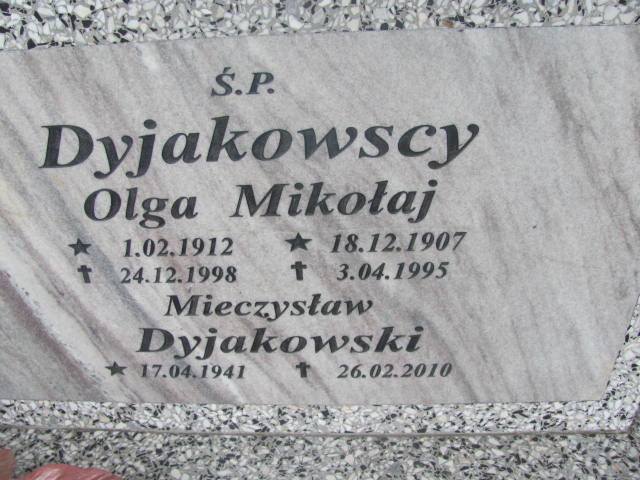 Ś.P.
Dyjakowscy
Olga Mikołaj
★ 1.02.1912 ★ 18.12.1907
✝ 24.12.1998 ✝ 3.04.1995
Mieczysław
Dyjakowski
★ 17.04.1941 ✝ 26.02.2010